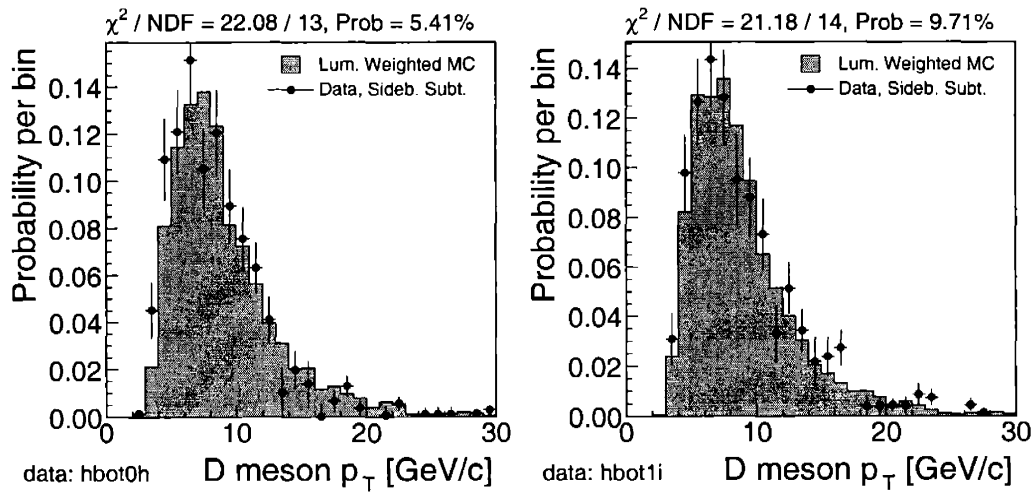 χ² / NDF = 22.08 / 13, Prob = 5.41%
Probability per bin
0.14
0.12
0.10
0.08
0.06
0.04
0.02
0.00
Lum. Weighted MC
Data, Sideb. Subt.
0 10 20 30
data: hbot0h
D meson p_T [GeV/c]
χ² / NDF = 21.18 / 14, Prob = 9.71%
Probability per bin
0.14
0.12
0.10
0.08
0.06
0.04
0.02
0.00
Lum. Weighted MC
Data, Sideb. Subt.
0 10 20 30
data: hbot1i
D meson p_T [GeV/c]